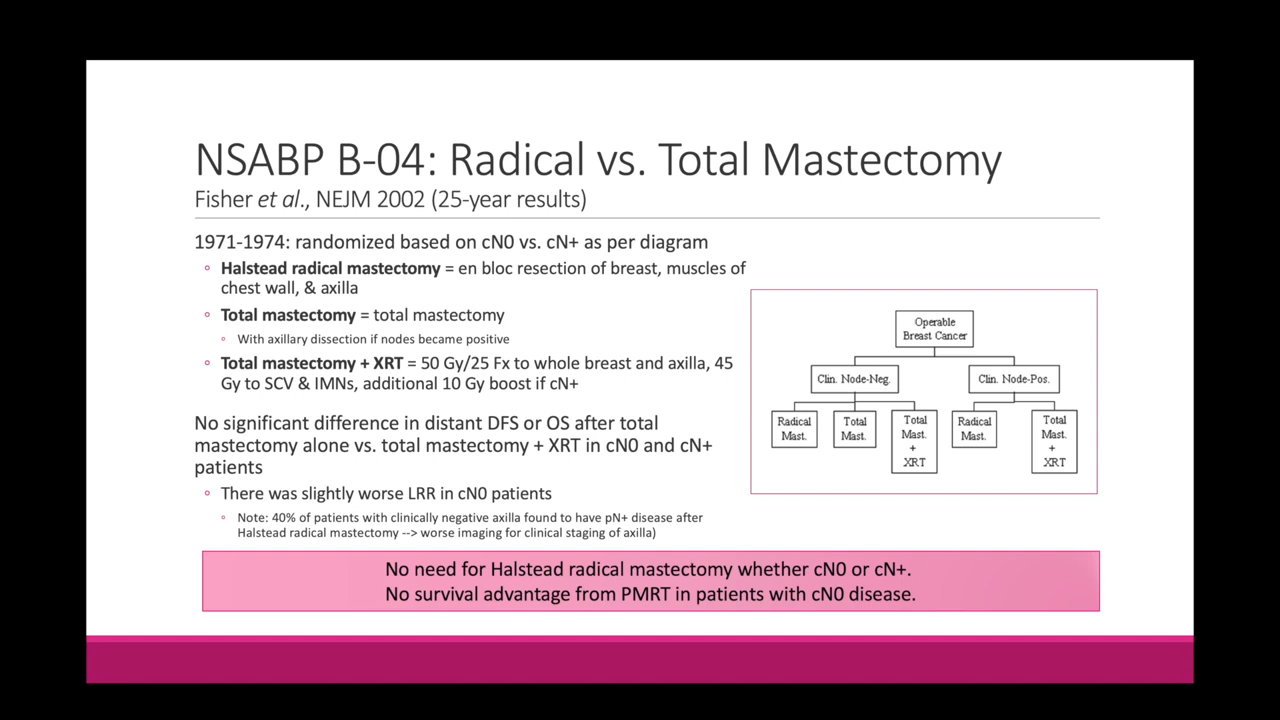 NSABP B-04: Radical vs. Total Mastectomy
Fisher et al., NEJM 2002 (25-year results)
1971-1974: randomized based on cN0 vs. cN+ as per diagram
◦ Halstead radical mastectomy = en bloc resection of breast, muscles of
chest wall, & axilla
◦ Total mastectomy = total mastectomy
◦ With axillary dissection if nodes became positive
◦ Total mastectomy + XRT = 50 Gy/25 Fx to whole breast and axilla, 45
Gy to SCV & IMNs, additional 10 Gy boost if cN+
No significant difference in distant DFS or OS after total
mastectomy alone vs. total mastectomy + XRT in cN0 and cN+
patients
◦ There was slightly worse LRR in cN0 patients
◦ Note: 40% of patients with clinically negative axilla found to have pN+ disease after
Halstead radical mastectomy --> worse imaging for clinical staging of axilla)
Operable
Breast Cancer
Clin. Node-Neg.
Clin. Node-Pos.
Radical
Mast.
Total
Mast.
Total
Mast.
+
XRT
Radical
Mast.
Total
Mast.
+
XRT
No need for Halstead radical mastectomy whether cN0 or cN+.
No survival advantage from PMRT in patients with cN0 disease.